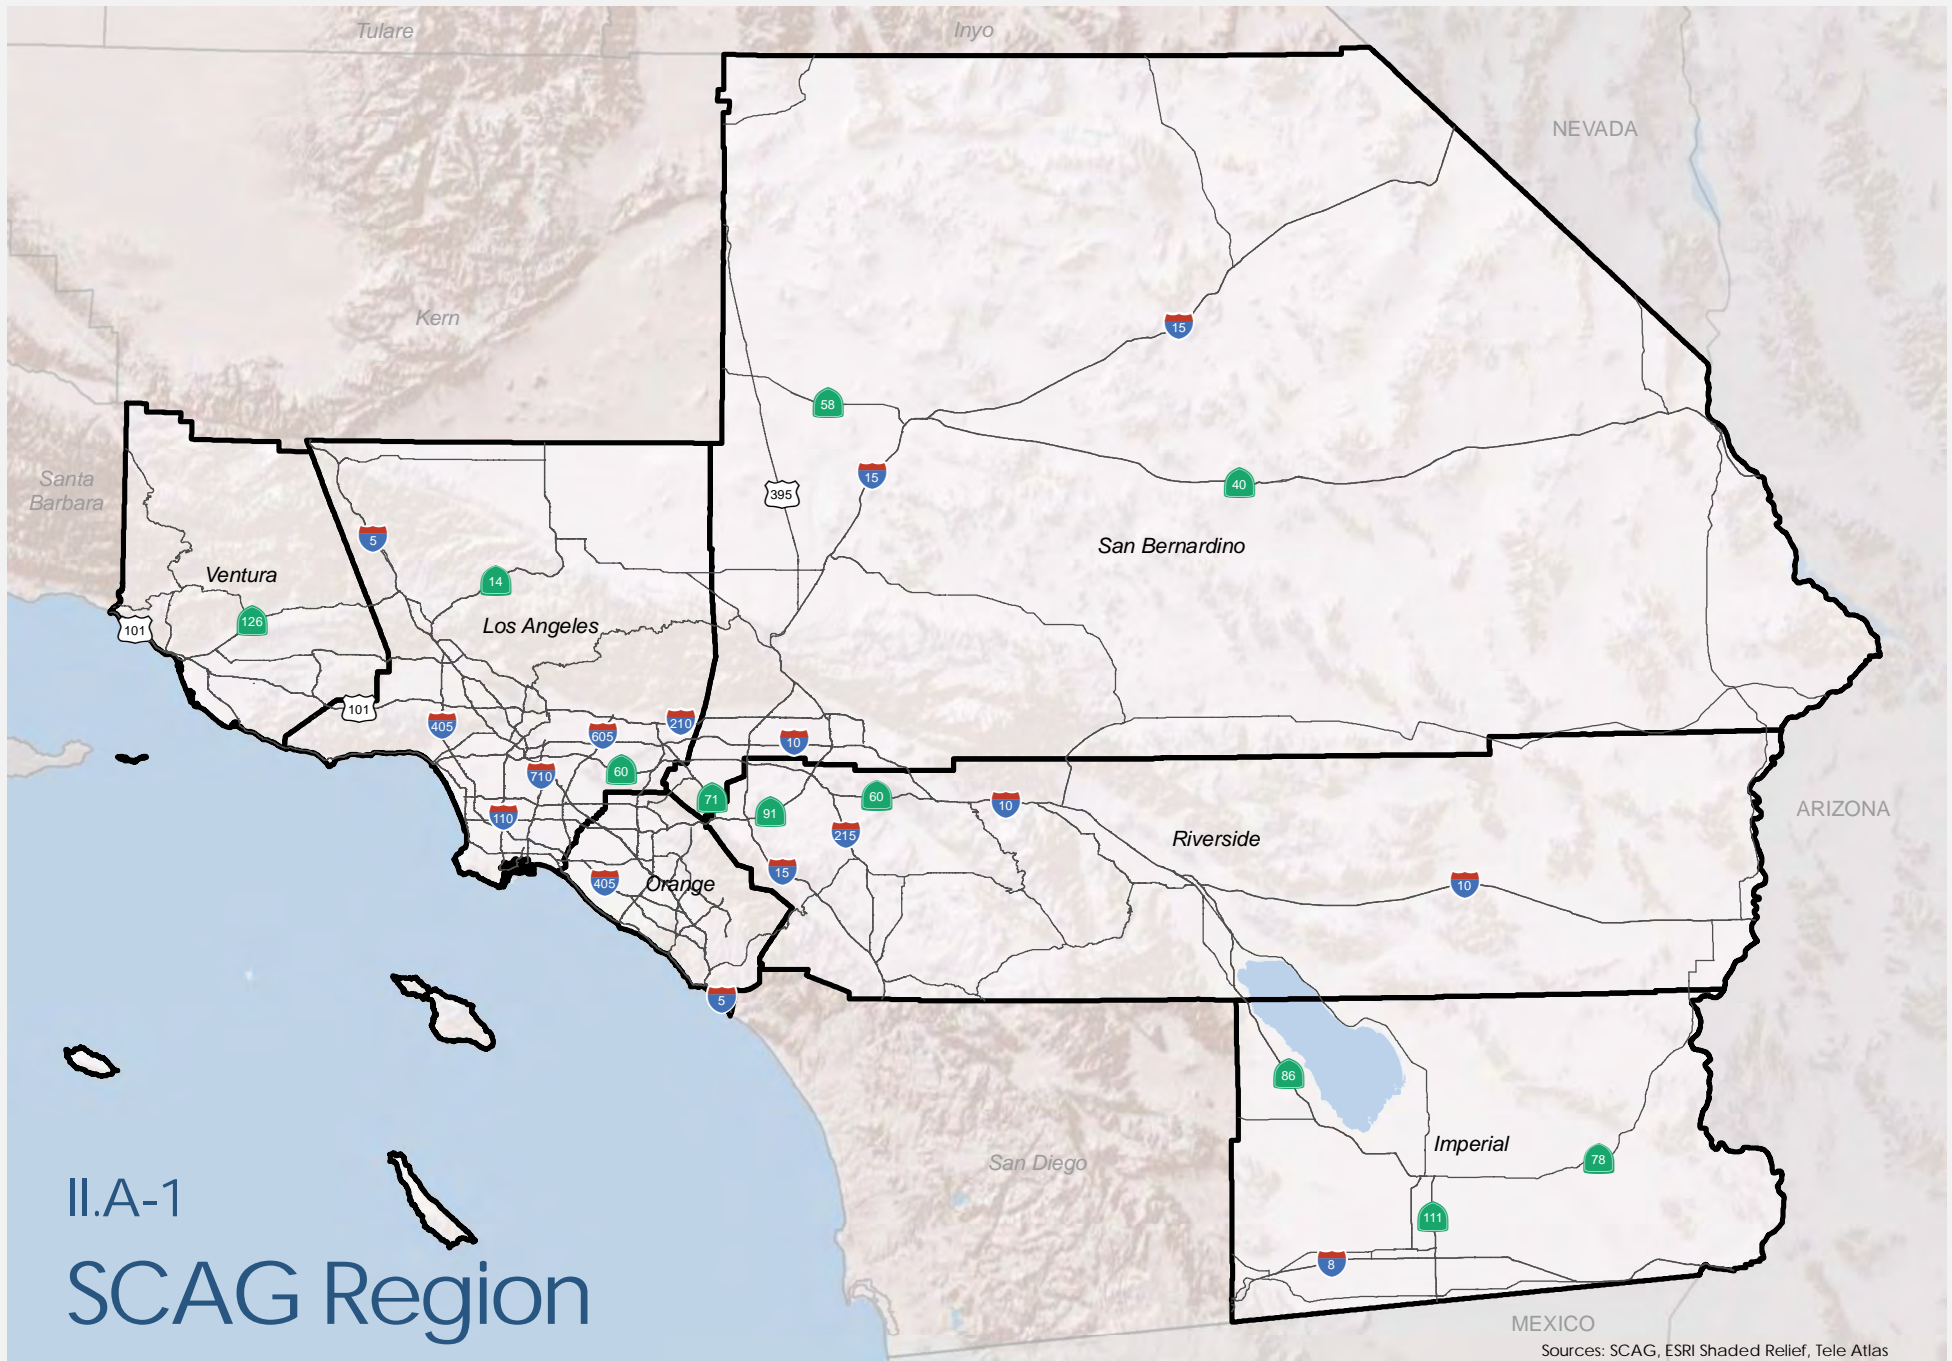 Tulare
Inyo
NEVADA
Kern
15
58
Santa
Barbara
395
15
40
5
San Bernardino
Ventura
14
126
Los Angeles
101
101
405
605
210
10
710
60
71
60
91
10
110
215
Riverside
ARIZONA
15
405
Orange
10
5
86
Imperial
78
San Diego
111
8
II.A-1
SCAG Region
MEXICO
Sources: SCAG, ESRI Shaded Relief, Tele Atlas